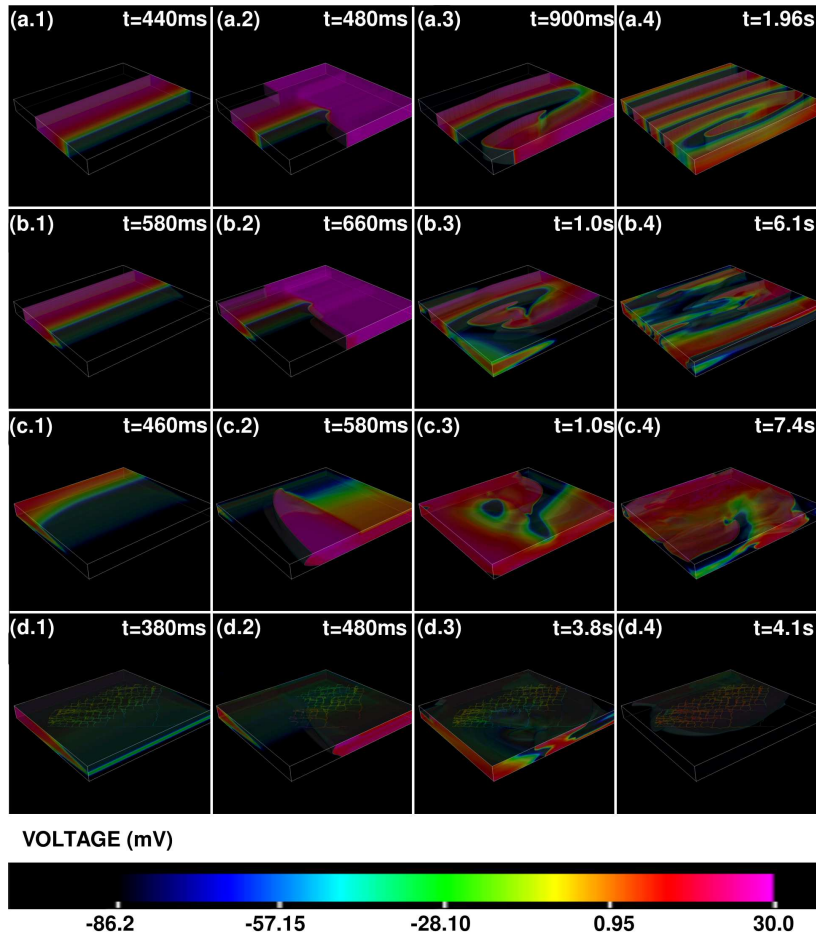 (a.1) t=440ms (a.2) t=480ms (a.3) t=900ms (a.4) t=1.96s
(b.1) t=580ms (b.2) t=660ms (b.3) t=1.0s (b.4) t=6.1s
(c.1) t=460ms (c.2) t=580ms (c.3) t=1.0s (c.4) t=7.4s
(d.1) t=380ms (d.2) t=480ms (d.3) t=3.8s (d.4) t=4.1s
VOLTAGE (mV)
-86.2 -57.15 -28.10 0.95 30.0